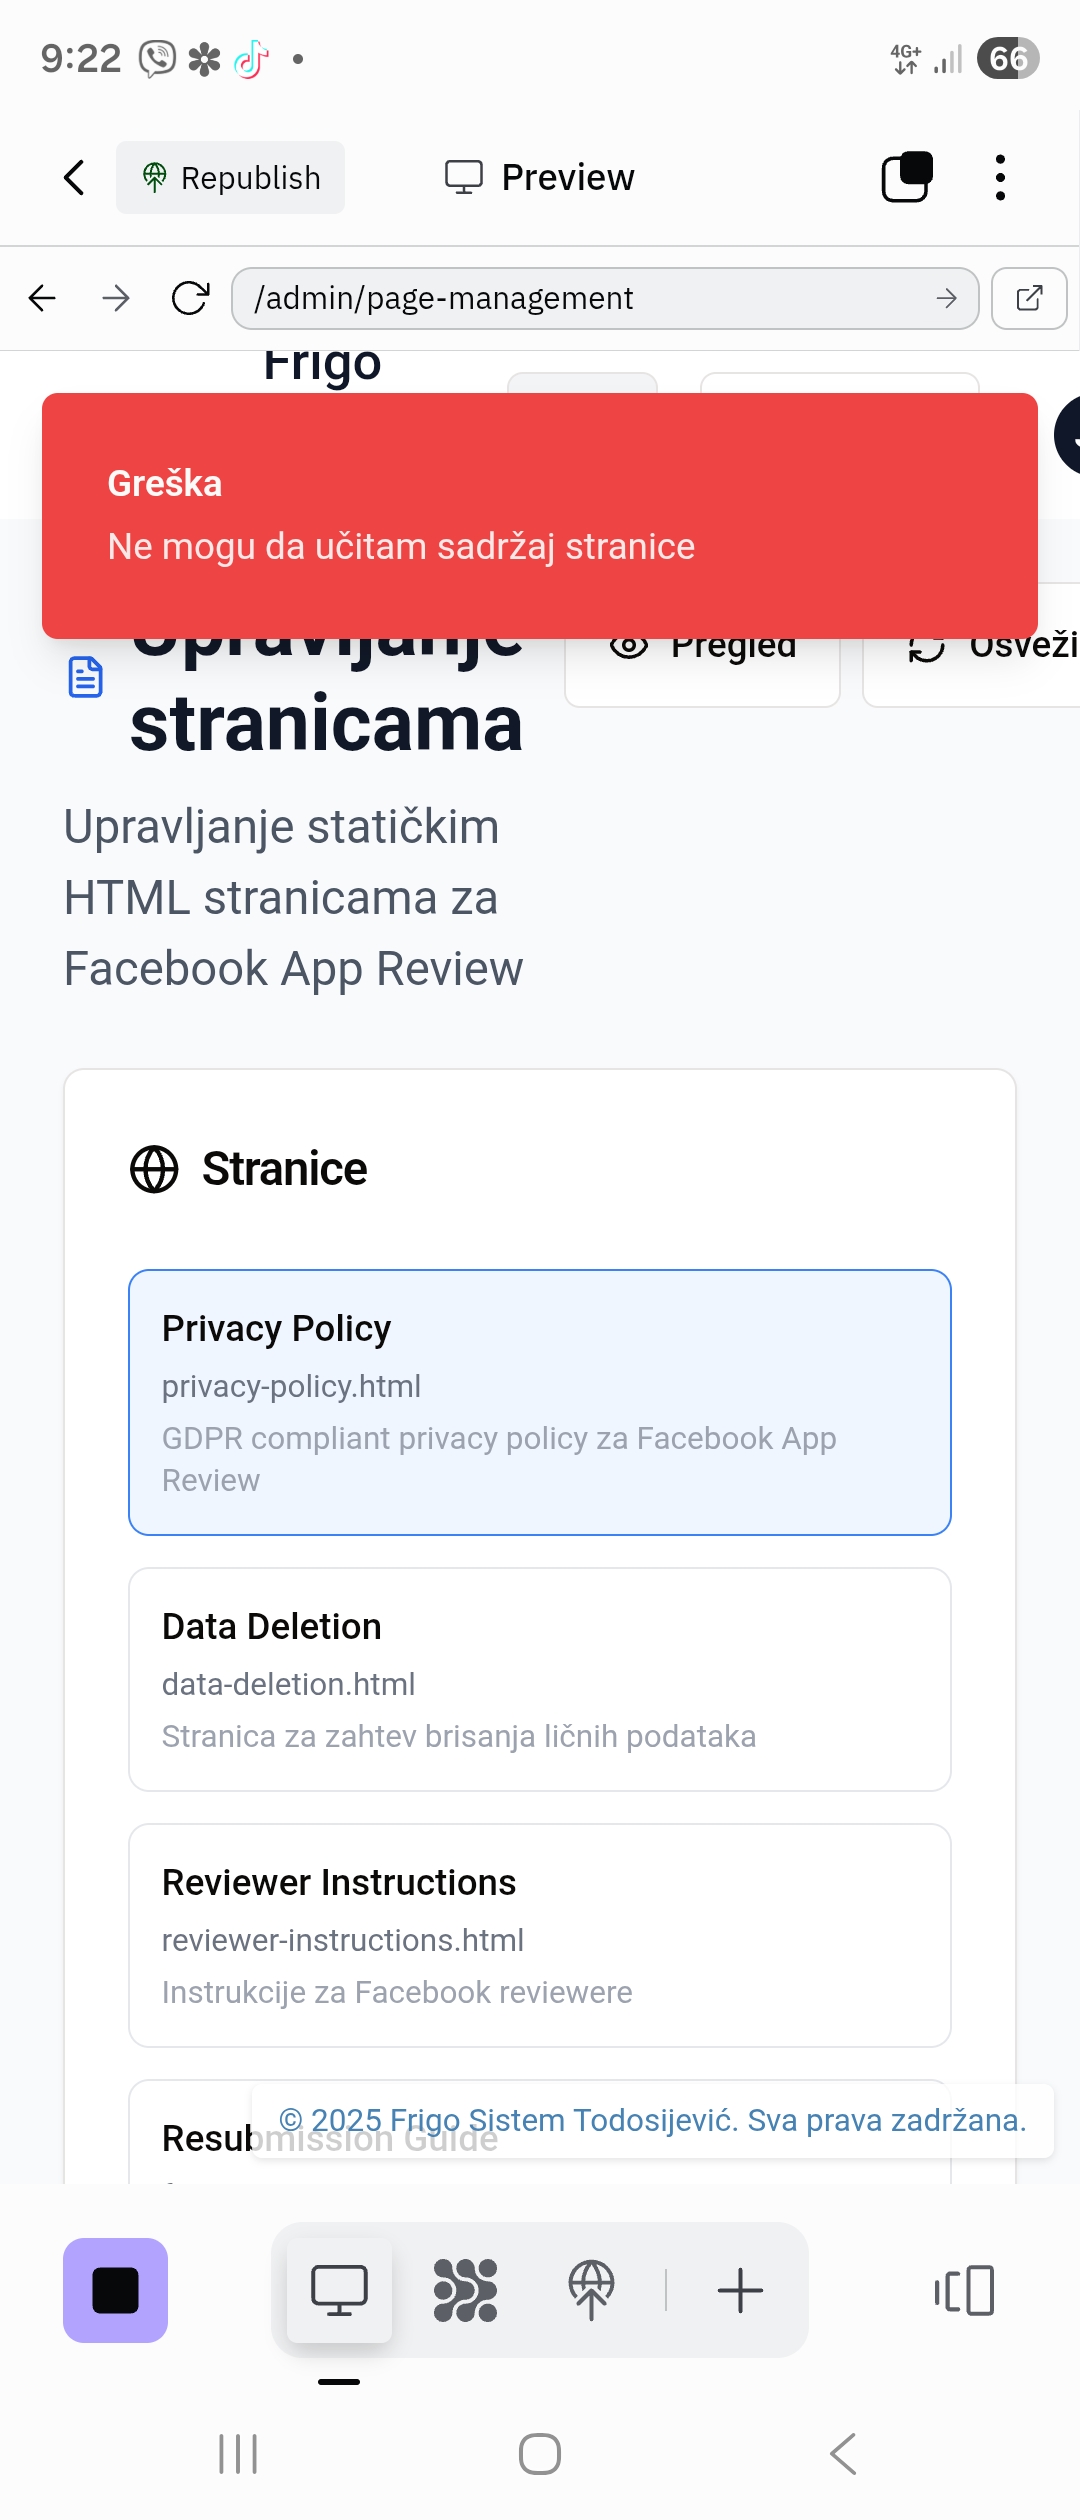 9:22
4G+
66
Republish
Preview
/admin/page-management
Frigo
Greška
Ne mogu da učitam sadržaj stranice
Upravljanje
stranicama
Pregled
Osveži
Upravljanje statičkim
HTML stranicama za
Facebook App Review
Stranice
Privacy Policy
privacy-policy.html
GDPR compliant privacy policy za Facebook App
Review
Data Deletion
data-deletion.html
Stranica za zahtev brisanja ličnih podataka
Reviewer Instructions
reviewer-instructions.html
Instrukcije za Facebook reviewere
Resubmission Guide
© 2025 Frigo Sistem Todosijević. Sva prava zadržana.